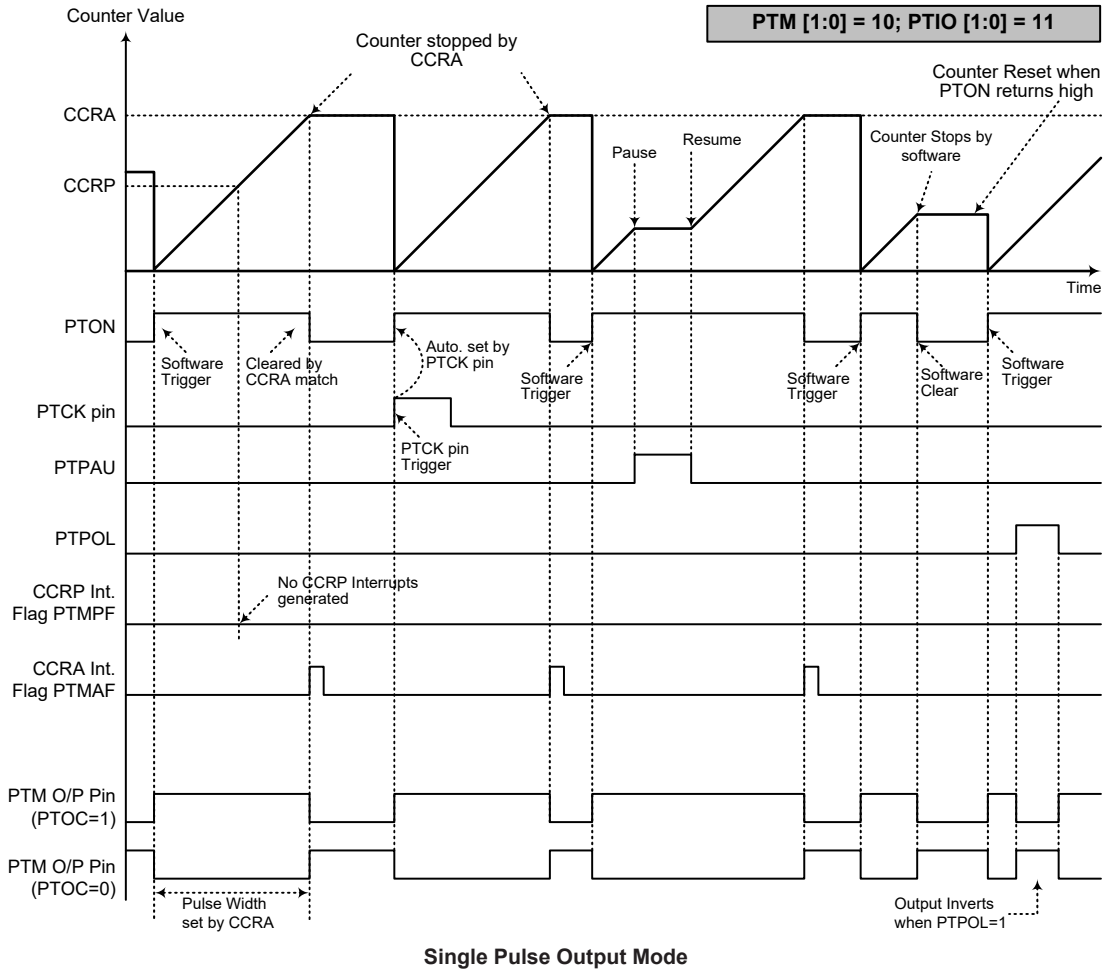 Counter Value
PTM [1:0] = 10; PTIO [1:0] = 11
Counter stopped by
CCRA
Counter Reset when
PTON returns high
CCRA
Counter Stops by
software
Pause
Resume
CCRP
Time
PTON
Software
Trigger
Cleared by
CCRA match
Auto. set by
PTCK pin
Software
Trigger
Software
Trigger
Software
Clear
Software
Trigger
PTCK pin
PTCK pin
Trigger
PTPAU
PTPOL
CCRP Int.
Flag PTMPF
No CCRP Interrupts
generated
CCRA Int.
Flag PTMAF
PTM O/P Pin
(PTOC=1)
PTM O/P Pin
(PTOC=0)
Pulse Width
set by CCRA
Output Inverts
when PTPOL=1
Single Pulse Output Mode